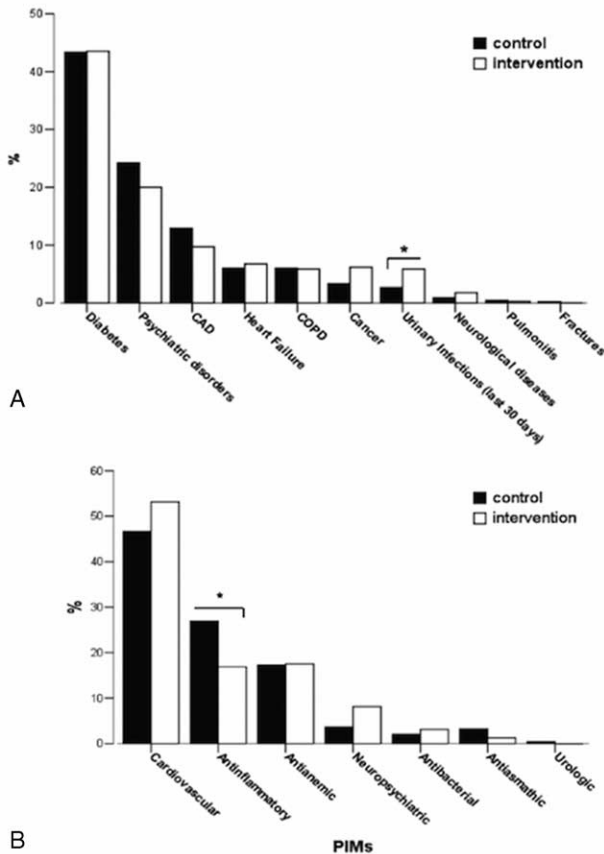 50
40
30
20
10
0
%
control
intervention
*
Diabetes
Psychiatric disorders
CAD
Heart Failure
COPD
Cancer
Urinary Infections (last 30 days)
Neurological diseases
Pulmonitis
Fractures
A
60
50
40
30
20
10
0
%
control
intervention
*
Cardiovascular
Antinflammatory
Antianemic
Neuropsychiatric
Antibacterial
Antiasmathic
Urologic
B
PIMs